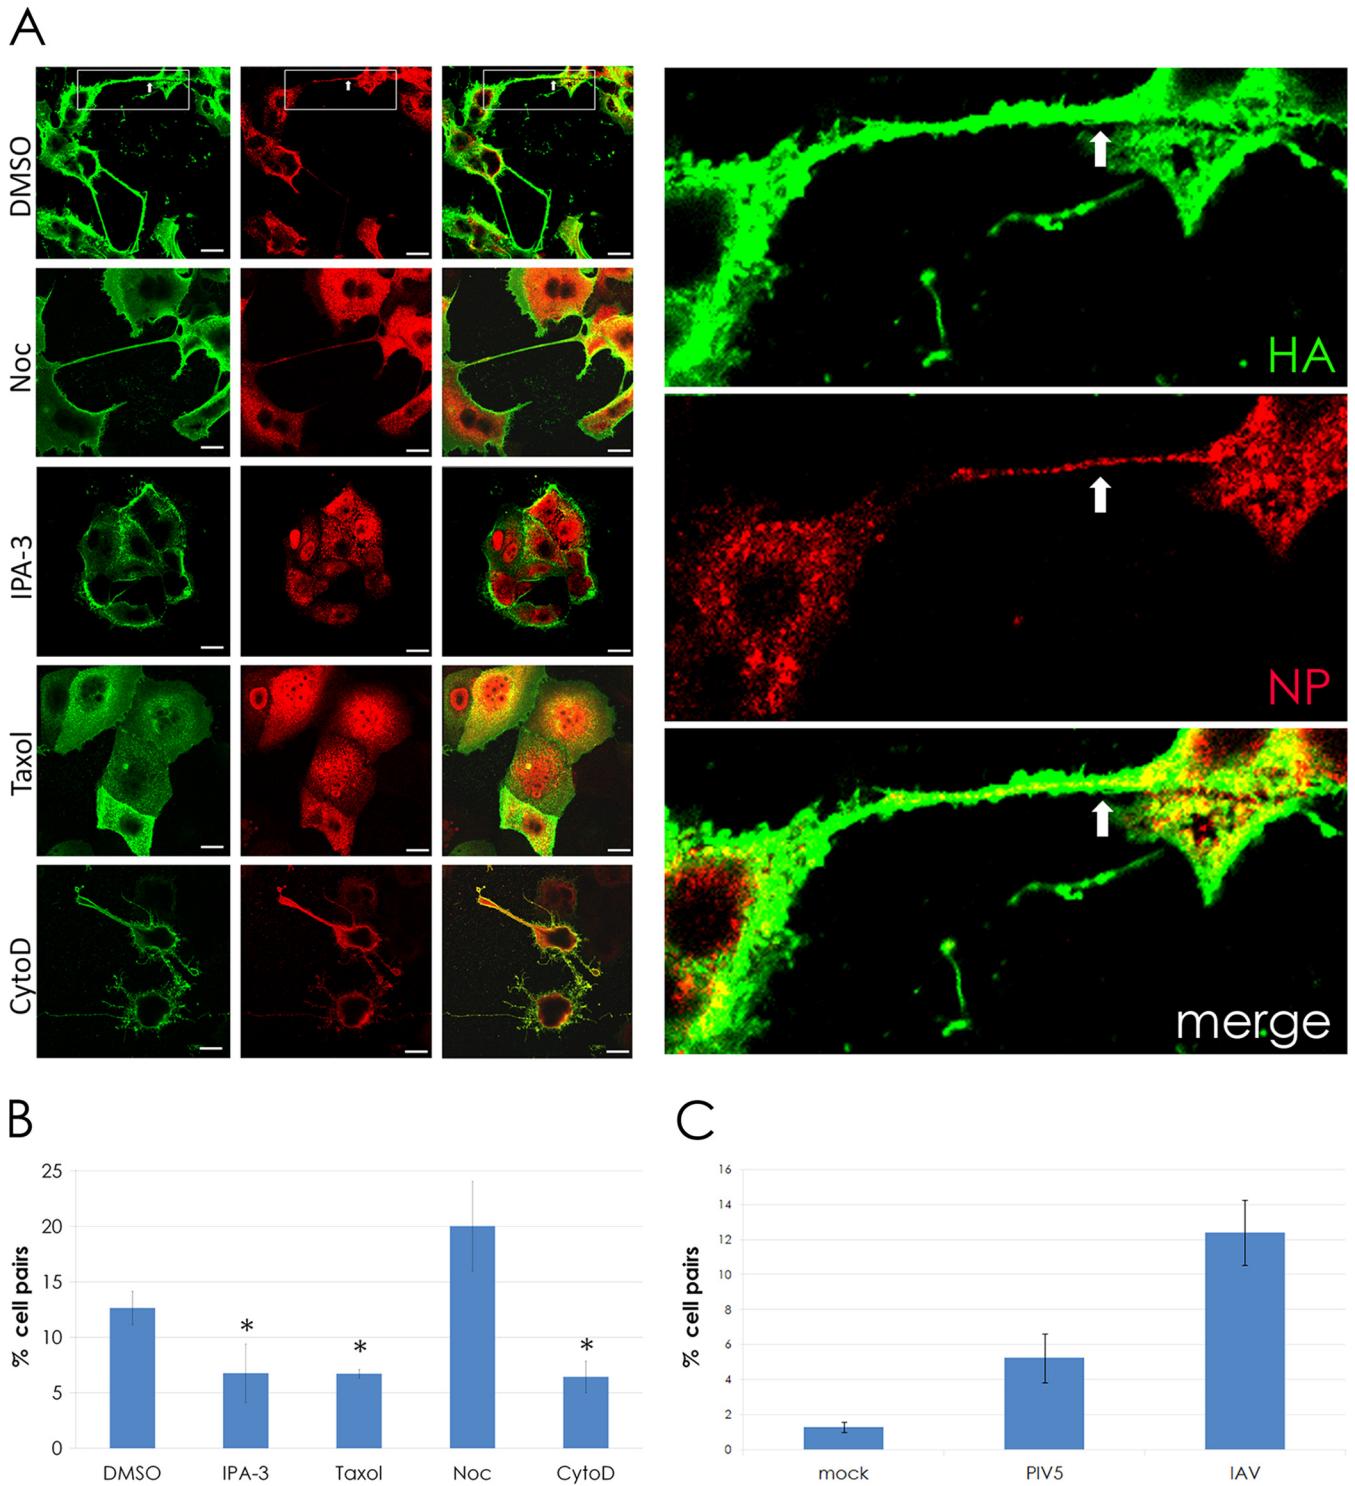 A
DMSO
Noc
IPA-3
Taxol
CytoD
HA
NP
merge
B
% cell pairs
25
20
15
10
5
0
*
*
*
DMSO IPA-3 Taxol Noc CytoD
C
% cell pairs
16
14
12
10
8
6
4
2
0
mock PIV5 IAV